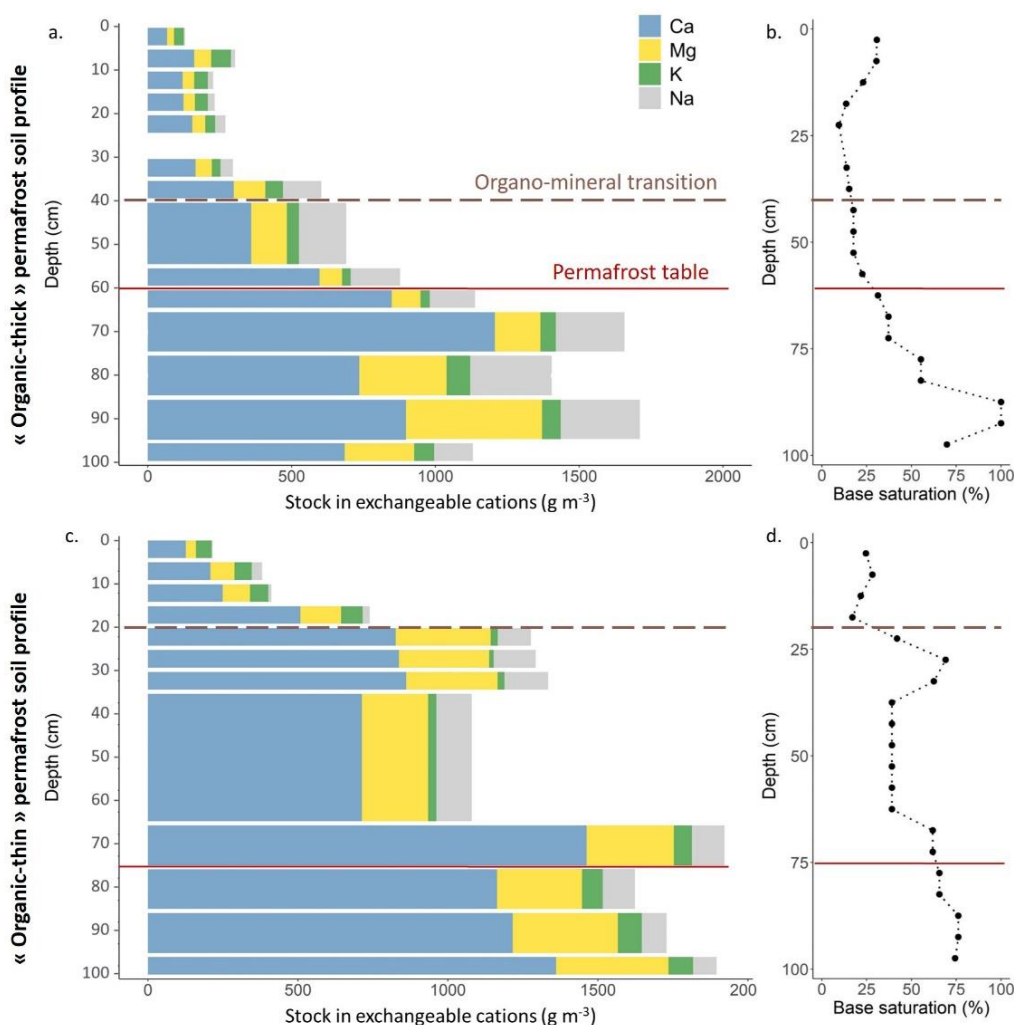 a.
Ca
Mg
K
Na
0
10
20
30
40
50
60
70
80
90
100
Depth (cm)
« Organic-thick » permafrost soil profile
Organo-mineral transition
Permafrost table
0
500
1000
1500
2000
Stock in exchangeable cations (g m⁻³)
b.
0
25
50
75
100
Depth (cm)
0
25
50
75
100
Base saturation (%)
c.
0
10
20
30
40
50
60
70
80
90
100
Depth (cm)
« Organic-thin » permafrost soil profile
0
500
1000
1500
200
Stock in exchangeable cations (g m⁻³)
d.
0
25
50
75
100
Depth (cm)
0
25
50
75
100
Base saturation (%)